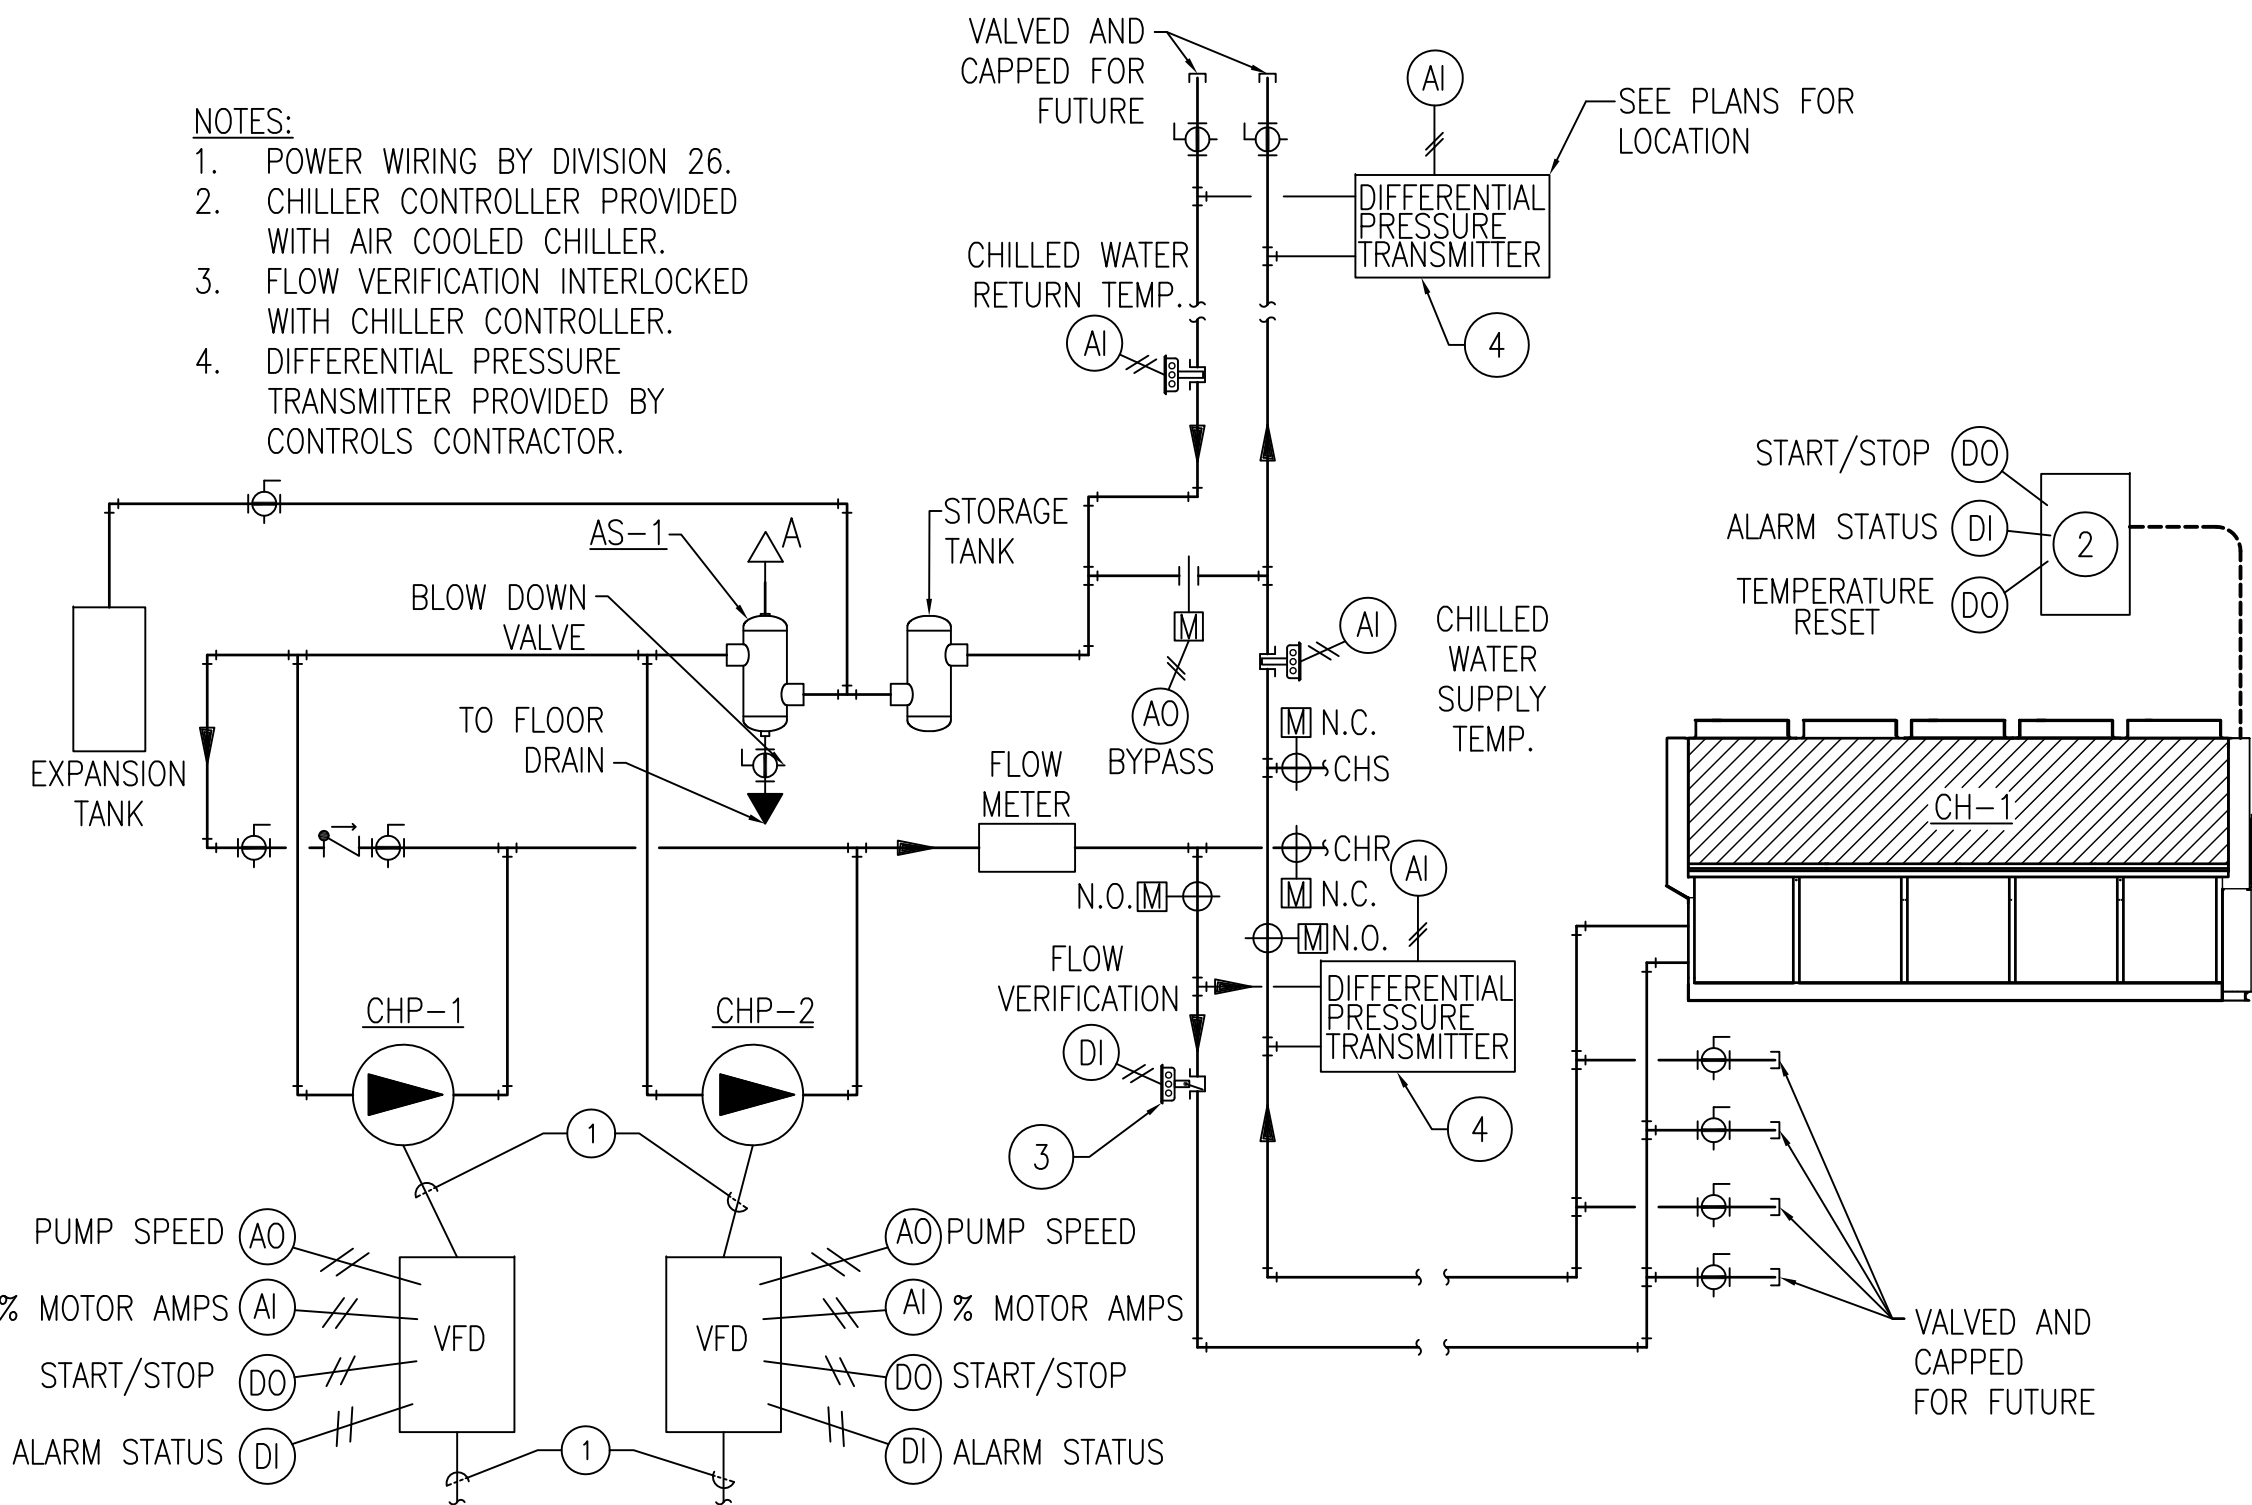 VALVED AND
CAPPED FOR
FUTURE
AI
SEE PLANS FOR
LOCATION
NOTES:
1. POWER WIRING BY DIVISION 26.
2. CHILLER CONTROLLER PROVIDED
WITH AIR COOLED CHILLER.
3. FLOW VERIFICATION INTERLOCKED
WITH CHILLER CONTROLLER.
4. DIFFERENTIAL PRESSURE
TRANSMITTER PROVIDED BY
CONTROLS CONTRACTOR.
DIFFERENTIAL
PRESSURE
TRANSMITTER
4
CHILLED WATER
RETURN TEMP.
AI
START/STOP DO
ALARM STATUS DI
TEMPERATURE
RESET
DO
2
AS-1
A
STORAGE
TANK
BLOW DOWN
VALVE
TO FLOOR
DRAIN
EXPANSION
TANK
M
AO
BYPASS
AI
CHILLED
WATER
SUPPLY
TEMP.
M N.C.
CHS
FLOW
METER
CHR
M N.C.
N.O. M
M N.O.
AI
CH-1
DIFFERENTIAL
PRESSURE
TRANSMITTER
4
FLOW
VERIFICATION
DI
3
CHP-1
CHP-2
1
PUMP SPEED AO
% MOTOR AMPS AI
START/STOP DO
ALARM STATUS DI
VFD
VFD
AO PUMP SPEED
AI % MOTOR AMPS
DO START/STOP
DI ALARM STATUS
1
VALVED AND
CAPPED
FOR FUTURE